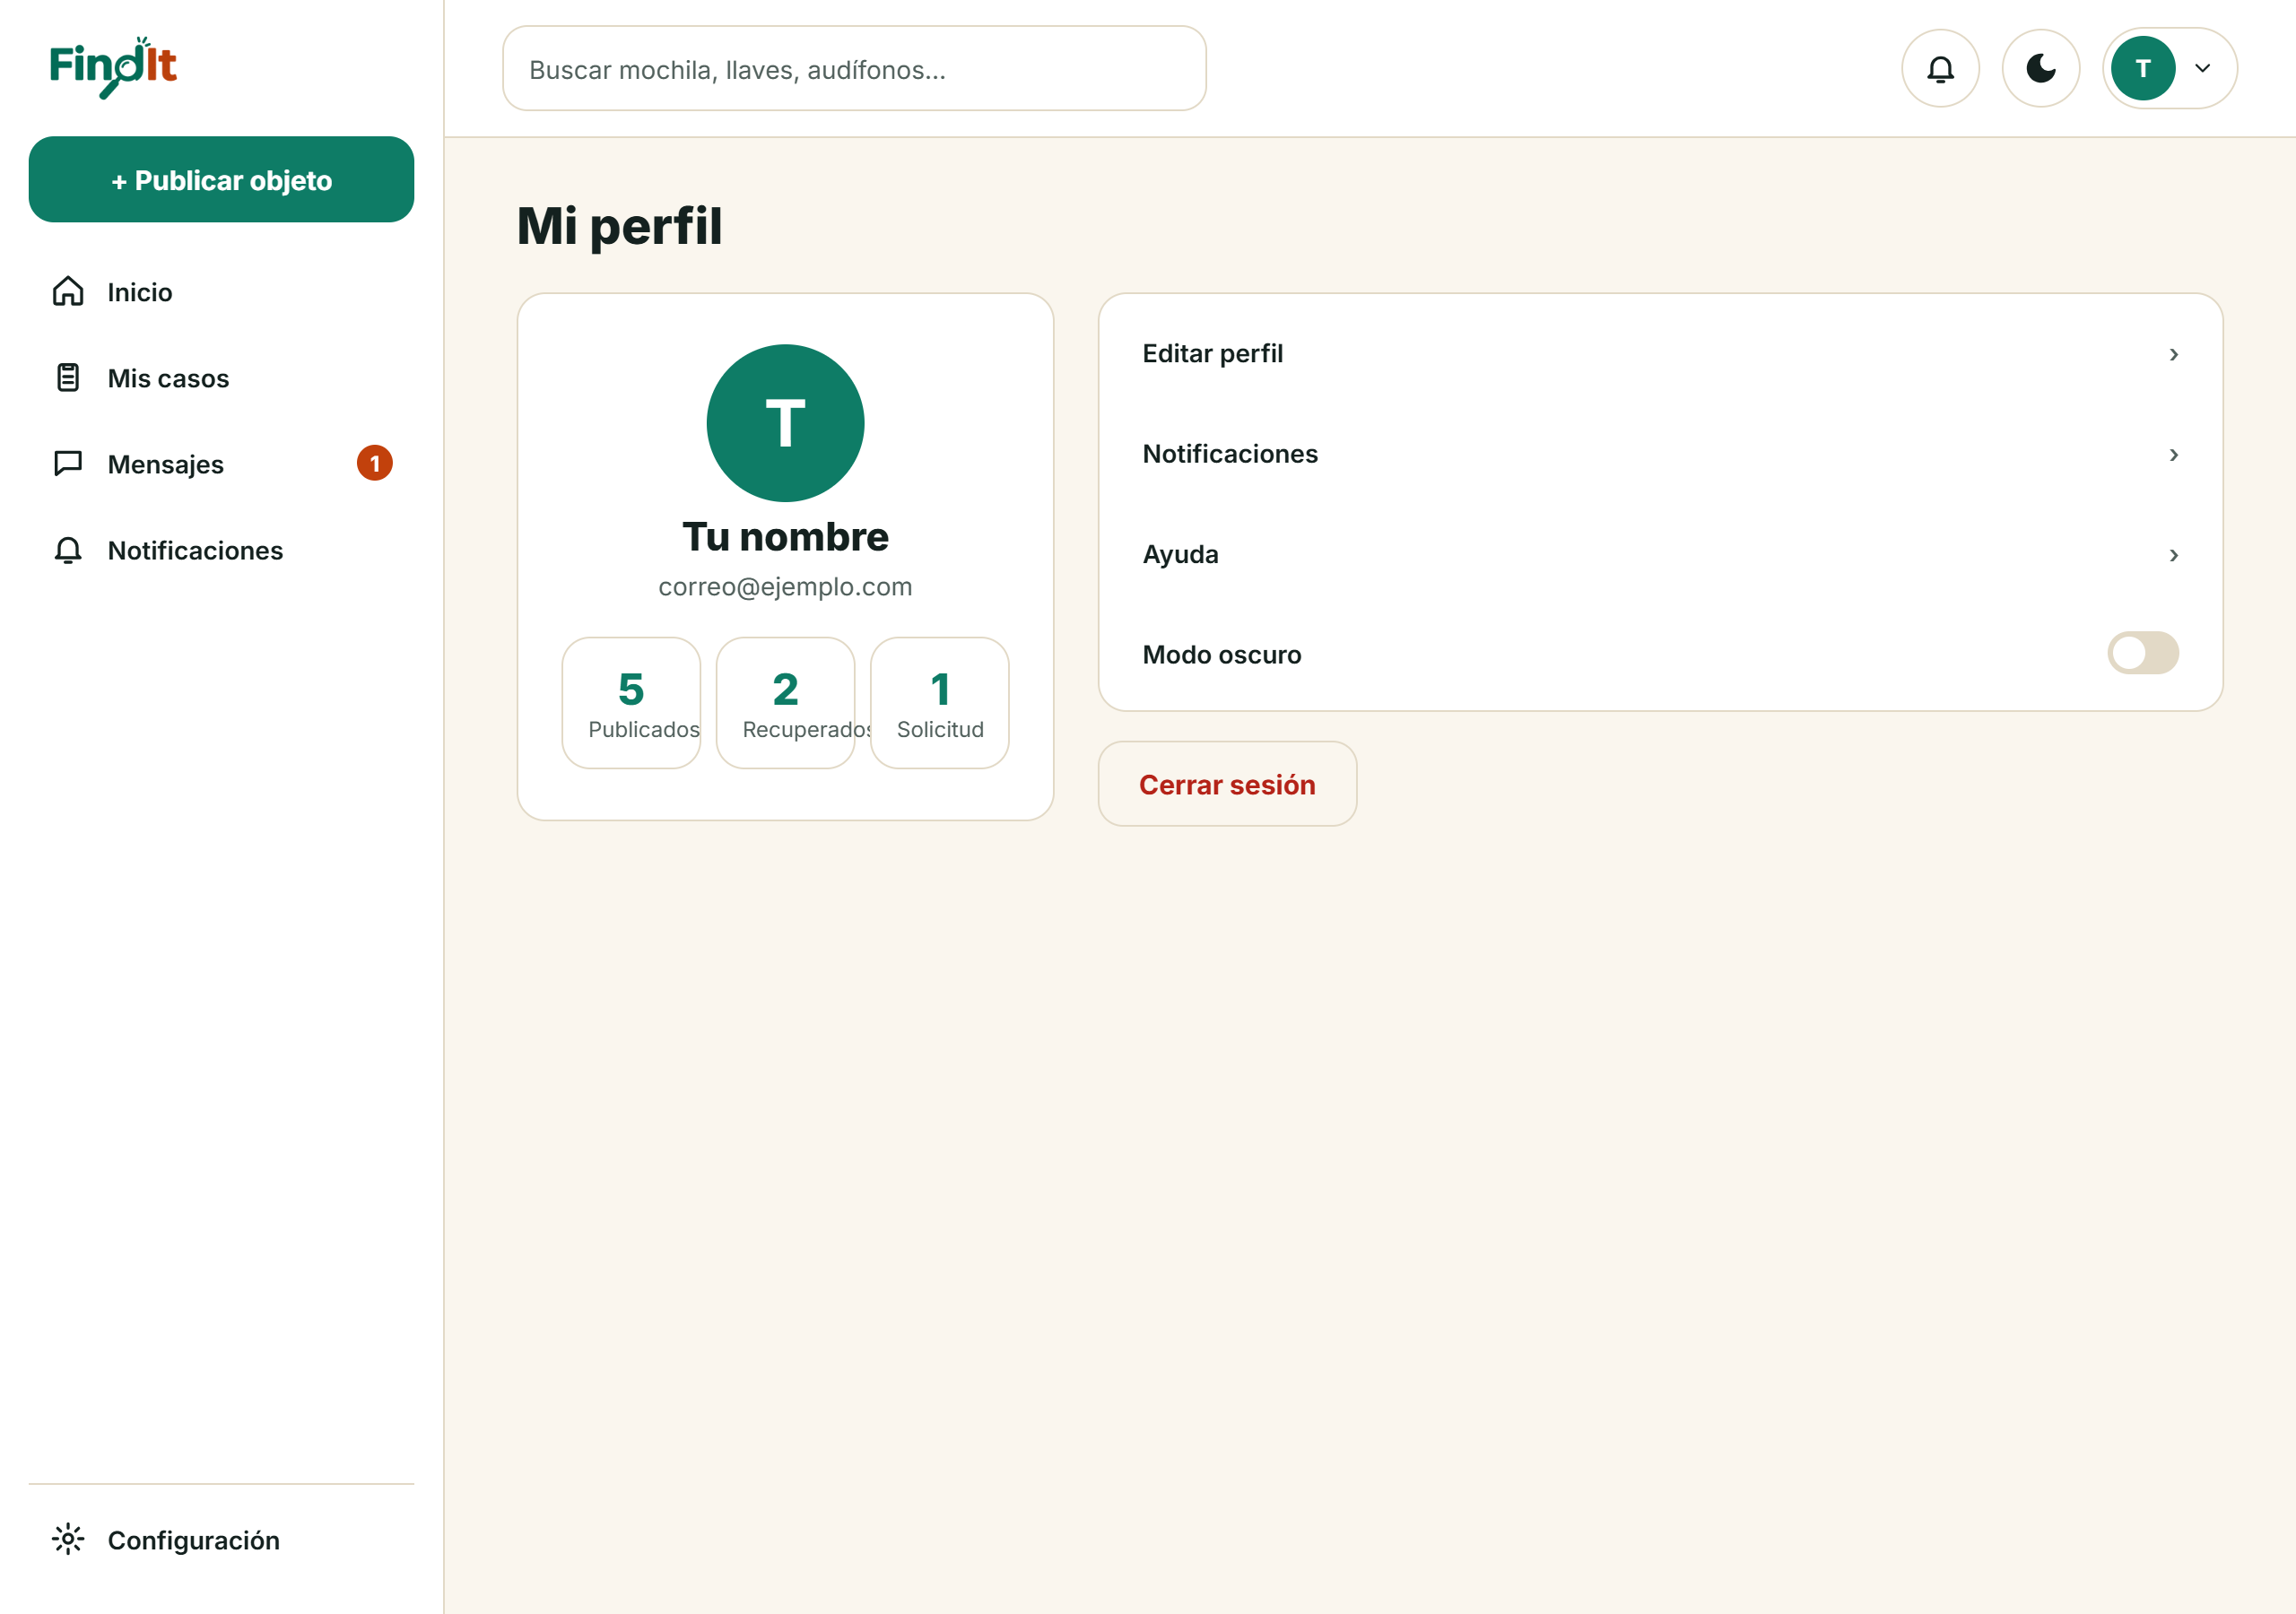 FindIt
Buscar mochila, llaves, audífonos...
T
+ Publicar objeto
Inicio
Mis casos
Mensajes 1
Notificaciones
Configuración
Mi perfil
T
Tu nombre
correo@ejemplo.com
5
Publicados
2
Recuperados
1
Solicitud
Editar perfil ›
Notificaciones ›
Ayuda ›
Modo oscuro
Cerrar sesión